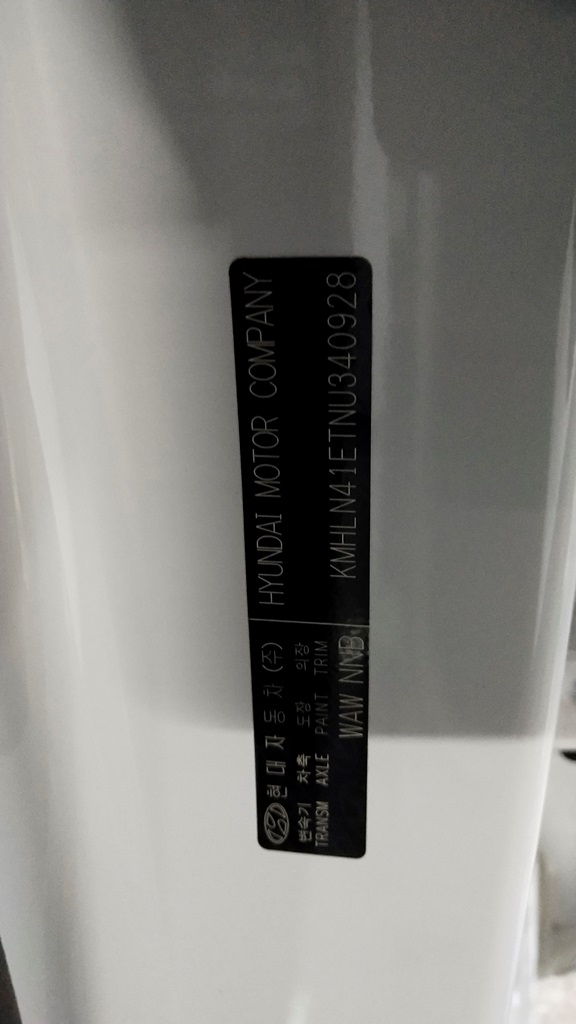 현대자동차(주)
HYUNDAI MOTOR COMPANY
변속기 차축 도장 의장
TRANSM AXLE PAINT TRIM
KMHLN41ETNU340928
WAW NNB